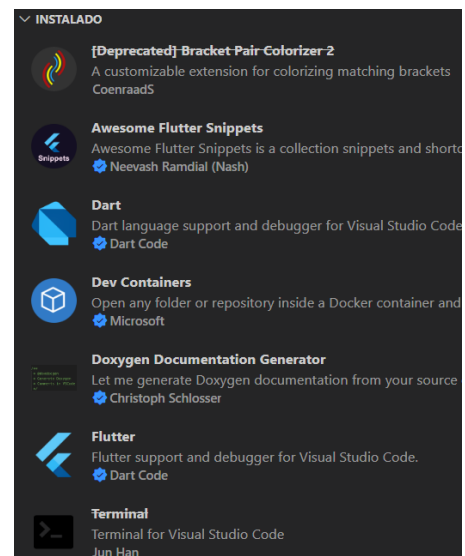 INSTALADO
[Deprecated] Bracket Pair Colorizer 2
A customizable extension for colorizing matching brackets
CoenraadS
Snippets
Awesome Flutter Snippets
Awesome Flutter Snippets is a collection snippets and shortc
Neevash Ramdial (Nash)
Dart
Dart language support and debugger for Visual Studio Code
Dart Code
Dev Containers
Open any folder or repository inside a Docker container and
Microsoft
Doxygen Documentation Generator
Let me generate Doxygen documentation from your source
Christoph Schlosser
Flutter
Flutter support and debugger for Visual Studio Code.
Dart Code
Terminal
Terminal for Visual Studio Code
Jun Han